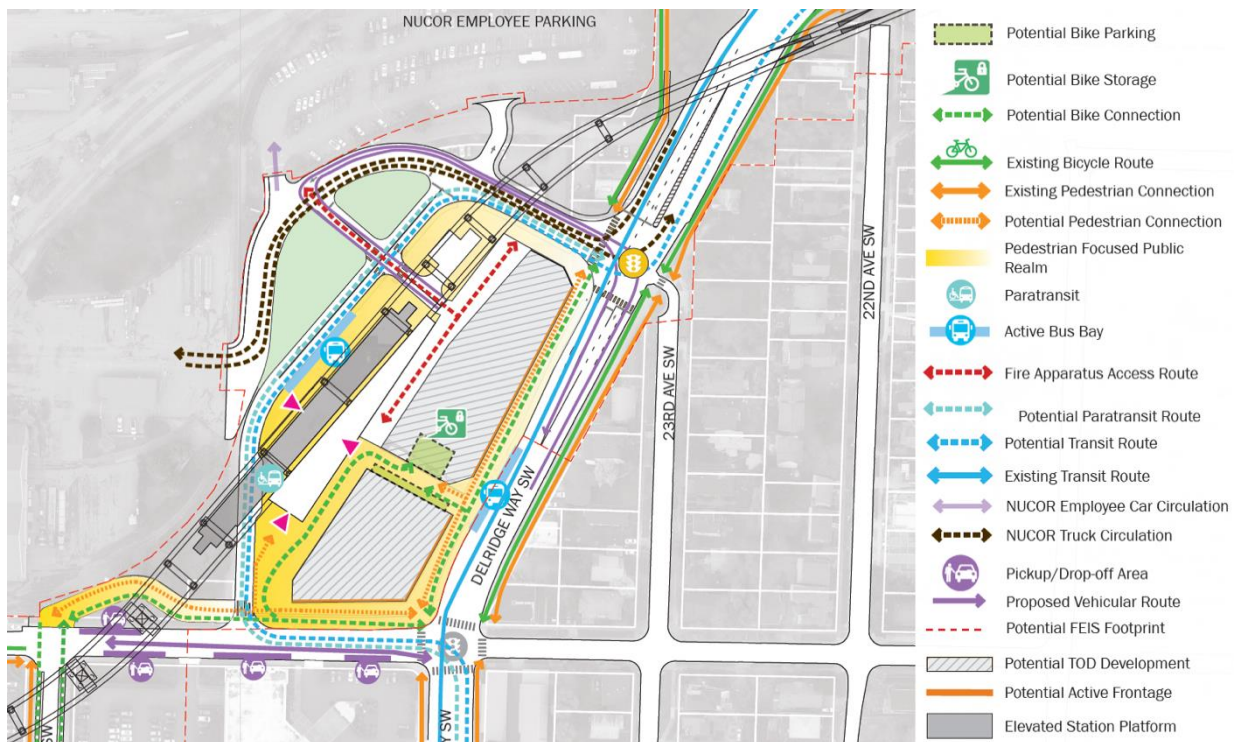 NUCOR EMPLOYEE PARKING
22ND AVE SW
23RD AVE SW
DELRIDGE WAY SW
SW
Y SW
Potential Bike Parking
Potential Bike Storage
Potential Bike Connection
Existing Bicycle Route
Existing Pedestrian Connection
Potential Pedestrian Connection
Pedestrian Focused Public
Realm
Paratransit
Active Bus Bay
Fire Apparatus Access Route
Potential Paratransit Route
Potential Transit Route
Existing Transit Route
NUCOR Employee Car Circulation
NUCOR Truck Circulation
Pickup/Drop-off Area
Proposed Vehicular Route
Potential FEIS Footprint
Potential TOD Development
Potential Active Frontage
Elevated Station Platform